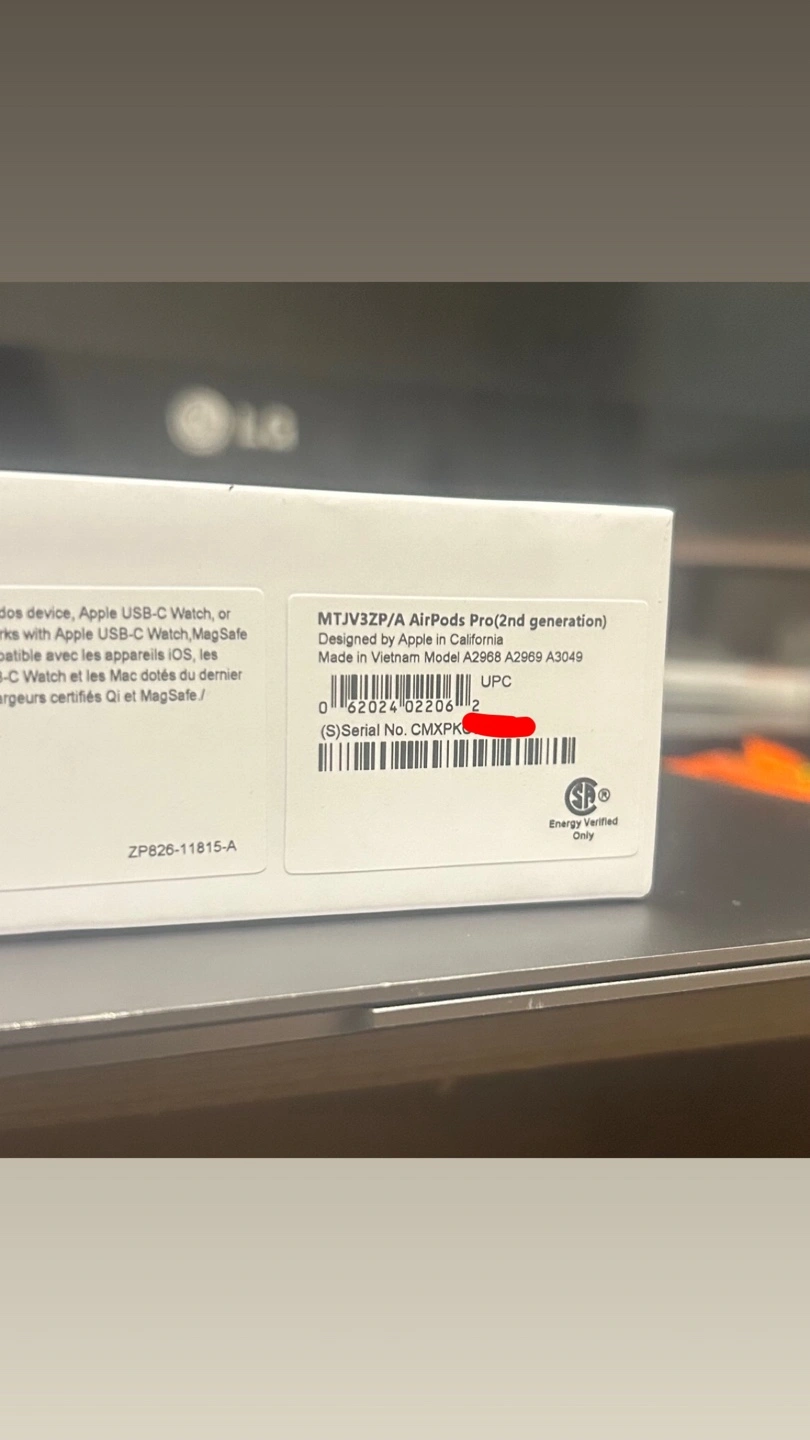 LG
dos device, Apple USB-C Watch, or
rks with Apple USB-C Watch,MagSafe
patible avec les appareils iOS, les
B-C Watch et les Mac dotés du dernier
argeurs certifiés Qi et MagSafe./
ZP826-11815-A
MTJV3ZP/A AirPods Pro(2nd generation)
Designed by Apple in California
Made in Vietnam Model A2968 A2969 A3049
UPC
0 62024 02206 2
(S)Serial No. CMXPK
SA ®
Energy Verified
Only